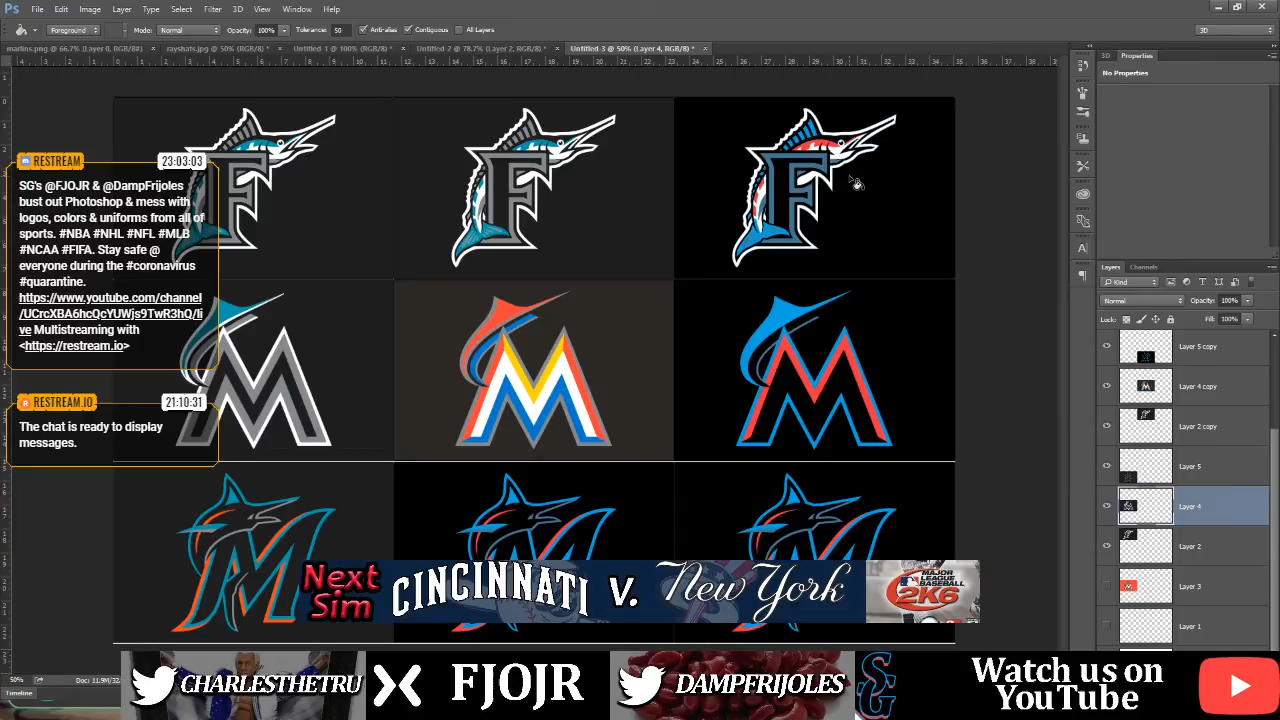 Ps File Edit Image Layer Type Select Filter 3D View Window Help
Foreground Mode: Normal Opacity: 100% Tolerance: 50 Anti-alias Contiguous All Layers 3D
marlins.png @ 66.7% (Layer 0, RGB/8#) rayshats.jpg @ 50% (RGB/8) * Untitled-1 @ 100% (RGB/8) * Untitled-2 @ 78.7% (Layer 2, RGB/8) * Untitled-3 @ 50% (Layer 4, RGB/8) *
3D Properties
No Properties
RESTREAM 23:03:03
SG's @FJOJR & @DampFrijoles
bust out Photoshop & mess with
logos, colors & uniforms from all of
sports. #NBA #NHL #NFL #MLB
#NCAA #FIFA. Stay safe @
everyone during the #coronavirus
#quarantine.
https://www.youtube.com/channel
/UCrcXBA6hcQcYUWjs9TwR3hQ/li
ve Multistreaming with
<https://restream.io>
RESTREAM.IO 21:10:31
The chat is ready to display
messages.
F F F
M M M
M M M
Layers Channels
Kind
Normal Opacity: 100%
Lock: Fill: 100%
Layer 5 copy
Layer 4 copy
Layer 2 copy
Layer 5
Layer 4
Layer 2
Layer 3
Layer 1
Next
Sim
CINCINNATI V. New York
MAJOR
LEAGUE
BASEBALL
2K6
50%
Timeline
CHARLESTHETRU
FJOJR
DAMPFRIJOLES
Watch us on
YouTube